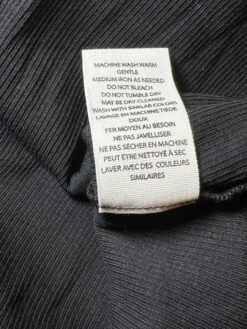 MACHINE WASH WARM
GENTLE
MEDIUM IRON AS NEEDED
DO NOT BLEACH
DO NOT TUMBLE DRY
MAY BE DRY CLEANED
WASH WITH SIMILAR COLORS
LAVAGE EN MACHINE TIÈDE
DOUX
FER MOYEN AU BESOIN
NE PAS JAVELLISER
NE PAS SÉCHER EN MACHINE
PEUT ÊTRE NETTOYÉ À SEC
LAVER AVEC DES COULEURS
SIMILAIRES